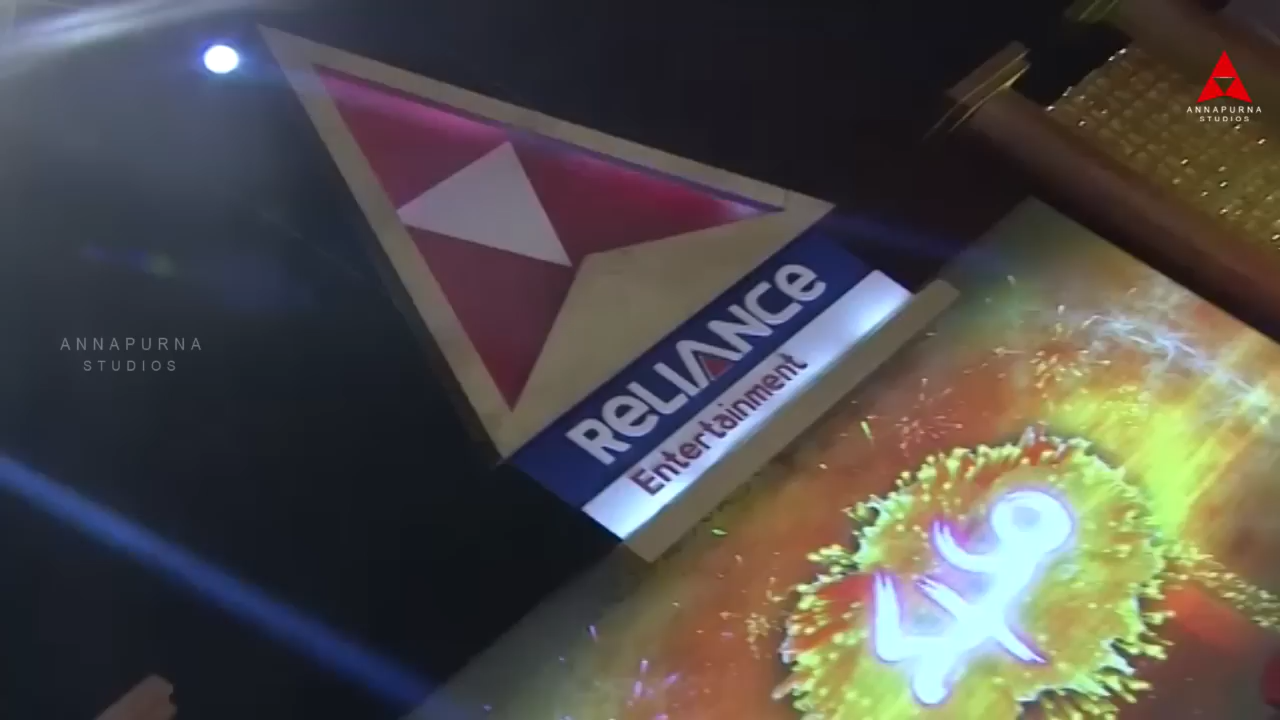 ANNAPURNA
STUDIOS
RELIANCE
Entertainment
ANNAPURNA
STUDIOS